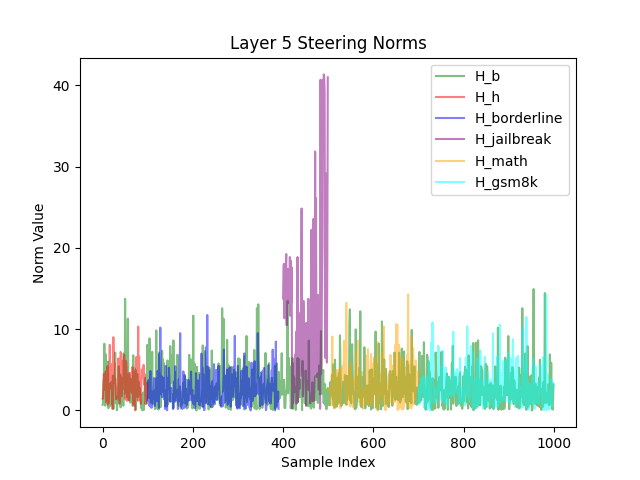 Layer 5 Steering Norms
H_b
H_h
H_borderline
H_jailbreak
H_math
H_gsm8k
Norm Value
40
30
20
10
0
0 200 400 600 800 1000
Sample Index